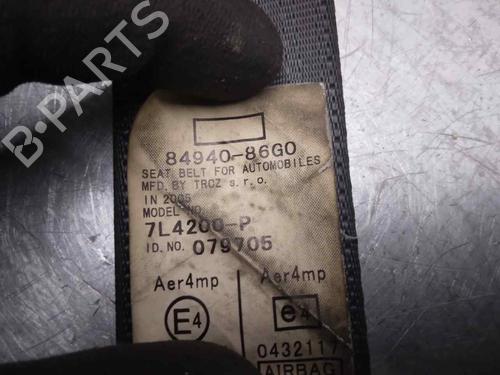 B-PARTS
84940-86G0
SEAT BELT FOR AUTOMOBILES
MFD. BY TRCZ s.r.o.
IN 2005
MODEL NO.
7L4200-P
ID.NO. 079705
Aer4mp Aer4mp
E4 e4
0432117
AIRBAG